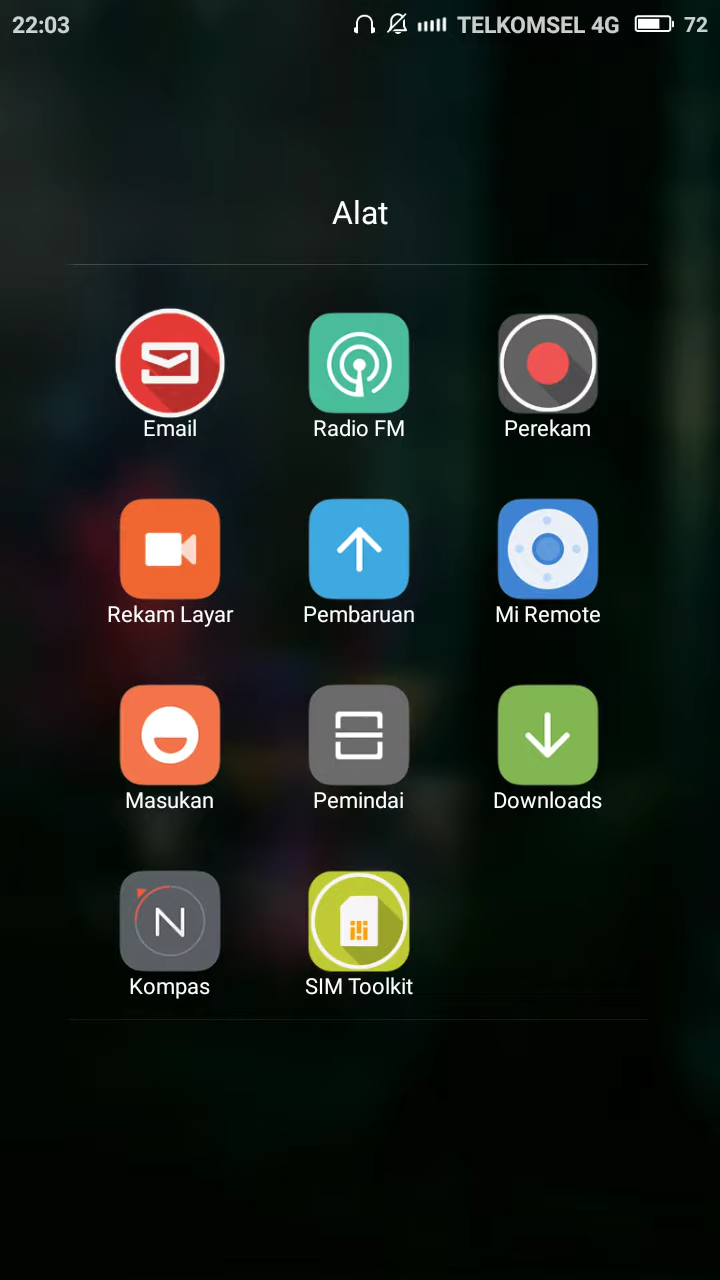 22:03 TELKOMSEL 4G 72
Alat
Email Radio FM Perekam
Rekam Layar Pembaruan Mi Remote
Masukan Pemindai Downloads
N
Kompas SIM Toolkit